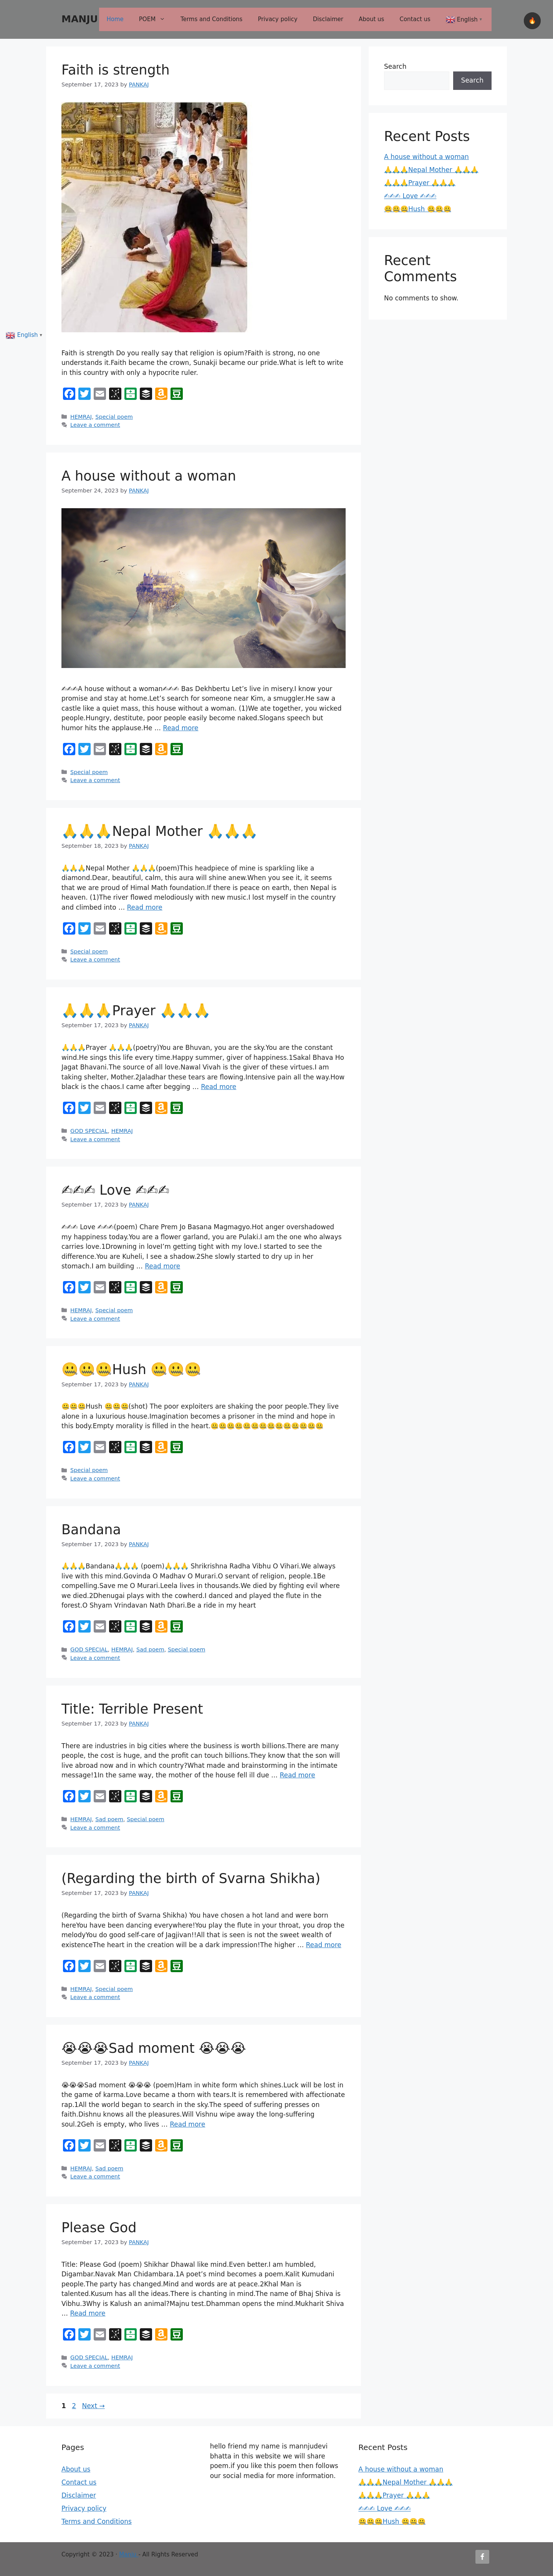 MANJU
Home POEM Terms and Conditions Privacy policy Disclaimer About us Contact us English
Faith is strength
September 17, 2023 by PANKAJ
Faith is strength Do you really say that religion is opium?Faith is strong, no one
understands it.Faith became the crown, Sunakji became our pride.What is left to write
in this country with only a hypocrite ruler.
HEMRAJ, Special poem
Leave a comment
A house without a woman
September 24, 2023 by PANKAJ
✍✍✍A house without a woman✍✍✍ Bas Dekhbertu Let’s live in misery.I know your
promise and stay at home.Let’s search for someone near Kim, a smuggler.He saw a
castle like a quiet mass, this house without a woman. (1)We are together, you wicked
people.Hungry, destitute, poor people easily become naked.Slogans speech but
humor hits the applause.He … Read more
Special poem
Leave a comment
🙏🙏🙏Nepal Mother 🙏🙏🙏
September 18, 2023 by PANKAJ
🙏🙏🙏Nepal Mother 🙏🙏🙏(poem)This headpiece of mine is sparkling like a
diamond.Dear, beautiful, calm, this aura will shine anew.When you see it, it seems
that we are proud of Himal Math foundation.If there is peace on earth, then Nepal is
heaven. (1)The river flowed melodiously with new music.I lost myself in the country
and climbed into … Read more
Special poem
Leave a comment
🙏🙏🙏Prayer 🙏🙏🙏
September 17, 2023 by PANKAJ
🙏🙏🙏Prayer 🙏🙏🙏(poetry)You are Bhuvan, you are the sky.You are the constant
wind.He sings this life every time.Happy summer, giver of happiness.1Sakal Bhava Ho
Jagat Bhavani.The source of all love.Nawal Vivah is the giver of these virtues.I am
taking shelter, Mother.2Jaladhar these tears are flowing.Intensive pain all the way.How
back is the chaos.I came after begging … Read more
GOD SPECIAL, HEMRAJ
Leave a comment
✍✍✍ Love ✍✍✍
September 17, 2023 by PANKAJ
✍✍✍ Love ✍✍✍(poem) Chare Prem Jo Basana Magmagyo.Hot anger overshadowed
my happiness today.You are a flower garland, you are Pulaki.I am the one who always
carries love.1Drowning in love I’m getting tight with my love.I started to see the
difference.You are Kuheli, I see a shadow.2She slowly started to dry up in her
stomach.I am building … Read more
HEMRAJ, Special poem
Leave a comment
🤐🤐🤐Hush 🤐🤐🤐
September 17, 2023 by PANKAJ
🤐🤐🤐Hush 🤐🤐🤐(shot) The poor exploiters are shaking the poor people.They live
alone in a luxurious house.Imagination becomes a prisoner in the mind and hope in
this body.Empty morality is filled in the heart.🤐🤐🤐🤐🤐🤐🤐🤐🤐🤐🤐🤐🤐🤐
Special poem
Leave a comment
Bandana
September 17, 2023 by PANKAJ
🙏🙏🙏Bandana🙏🙏🙏 (poem)🙏🙏🙏 Shrikrishna Radha Vibhu O Vihari.We always
live with this mind.Govinda O Madhav O Murari.O servant of religion, people.1Be
compelling.Save me O Murari.Leela lives in thousands.We died by fighting evil where
we died.2Dhenugai plays with the cowherd.I danced and played the flute in the
forest.O Shyam Vrindavan Nath Dhari.Be a ride in my heart
GOD SPECIAL, HEMRAJ, Sad poem, Special poem
Leave a comment
Title: Terrible Present
September 17, 2023 by PANKAJ
There are industries in big cities where the business is worth billions.There are many
people, the cost is huge, and the profit can touch billions.They know that the son will
live abroad now and in which country?What made and brainstorming in the intimate
message!1In the same way, the mother of the house fell ill due … Read more
HEMRAJ, Sad poem, Special poem
Leave a comment
(Regarding the birth of Svarna Shikha)
September 17, 2023 by PANKAJ
(Regarding the birth of Svarna Shikha) You have chosen a hot land and were born
hereYou have been dancing everywhere!You play the flute in your throat, you drop the
melodyYou do good self-care of Jagjivan!!All that is seen is not the sweet wealth of
existenceThe heart in the creation will be a dark impression!The higher … Read more
HEMRAJ, Special poem
Leave a comment
😭😭😭Sad moment 😭😭😭
September 17, 2023 by PANKAJ
😭😭😭Sad moment 😭😭😭 (poem)Ham in white form which shines.Luck will be lost in
the game of karma.Love became a thorn with tears.It is remembered with affectionate
rap.1All the world began to search in the sky.The speed of suffering presses on
faith.Dishnu knows all the pleasures.Will Vishnu wipe away the long-suffering
soul.2Geh is empty, who lives … Read more
HEMRAJ, Sad poem
Leave a comment
Please God
September 17, 2023 by PANKAJ
Title: Please God (poem) Shikhar Dhawal like mind.Even better.I am humbled,
Digambar.Navak Man Chidambara.1A poet’s mind becomes a poem.Kalit Kumudani
people.The party has changed.Mind and words are at peace.2Khal Man is
talented.Kusum has all the ideas.There is chanting in mind.The name of Bhaj Shiva is
Vibhu.3Why is Kalush an animal?Majnu test.Dhamman opens the mind.Mukharit Shiva
… Read more
GOD SPECIAL, HEMRAJ
Leave a comment
1 2 Next →
Search
Search
Recent Posts
A house without a woman
🙏🙏🙏Nepal Mother 🙏🙏🙏
🙏🙏🙏Prayer 🙏🙏🙏
✍✍✍ Love ✍✍✍
🤐🤐🤐Hush 🤐🤐🤐
Recent Comments
No comments to show.
English
Pages
About us
Contact us
Disclaimer
Privacy policy
Terms and Conditions
hello friend my name is mannjudevi
bhatta in this website we will share
poem.if you like this poem then follows
our social media for more information.
Recent Posts
A house without a woman
🙏🙏🙏Nepal Mother 🙏🙏🙏
🙏🙏🙏Prayer 🙏🙏🙏
✍✍✍ Love ✍✍✍
🤐🤐🤐Hush 🤐🤐🤐
Copyright © 2023 · · All Rights Reserved